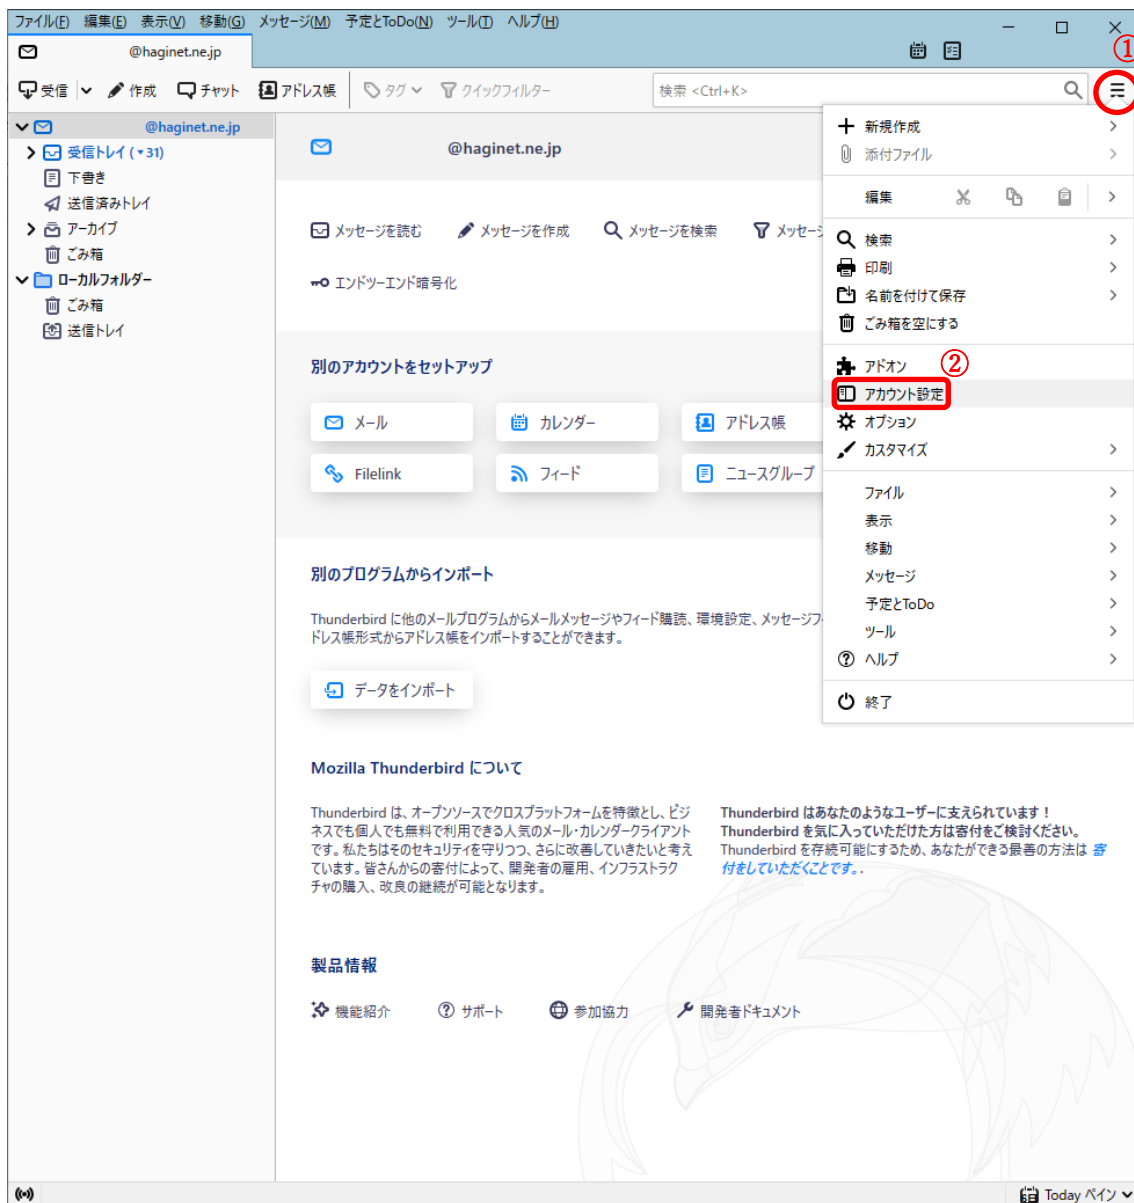 ファイル(F) 編集(E) 表示(V) 移動(G) メッセージ(M) 予定とToDo(N) ツール(T) ヘルプ(H)
①
@haginet.ne.jp
受信 作成 チャット アドレス帳 タグ クイックフィルター 検索 <Ctrl+K>
@haginet.ne.jp
受信トレイ (▾31)
下書き
送信済みトレイ
アーカイブ
ごみ箱
ローカルフォルダー
ごみ箱
送信トレイ
@haginet.ne.jp
メッセージを読む メッセージを作成 メッセージを検索 メッセー
エンドツーエンド暗号化
別のアカウントをセットアップ
メール カレンダー アドレス帳
Filelink フィード ニュースグループ
別のプログラムからインポート
Thunderbird に他のメールプログラムからメールメッセージやフィード購読、環境設定、メッセージフ
ドレス帳形式からアドレス帳をインポートすることができます。
データをインポート
Mozilla Thunderbird について
Thunderbird は、オープンソースでクロスプラットフォームを特徴とし、ビジ
ネスでも個人でも無料で利用できる人気のメール・カレンダークライアント
です。私たちはそのセキュリティを守りつつ、さらに改善していきたいと考え
ています。皆さんからの寄付によって、開発者の雇用、インフラストラク
チャの購入、改良の継続が可能となります。
Thunderbird はあなたのようなユーザーに支えられています！
Thunderbird を気に入っていただけた方は寄付をご検討ください。
Thunderbird を存続可能にするため、あなたができる最善の方法は 寄
付をしていただくことです。.
製品情報
機能紹介 サポート 参加協力 開発者ドキュメント
新規作成
添付ファイル
編集
検索
印刷
名前を付けて保存
ごみ箱を空にする
アドオン ②
アカウント設定
オプション
カスタマイズ
ファイル
表示
移動
メッセージ
予定とToDo
ツール
ヘルプ
終了
Today ペイン